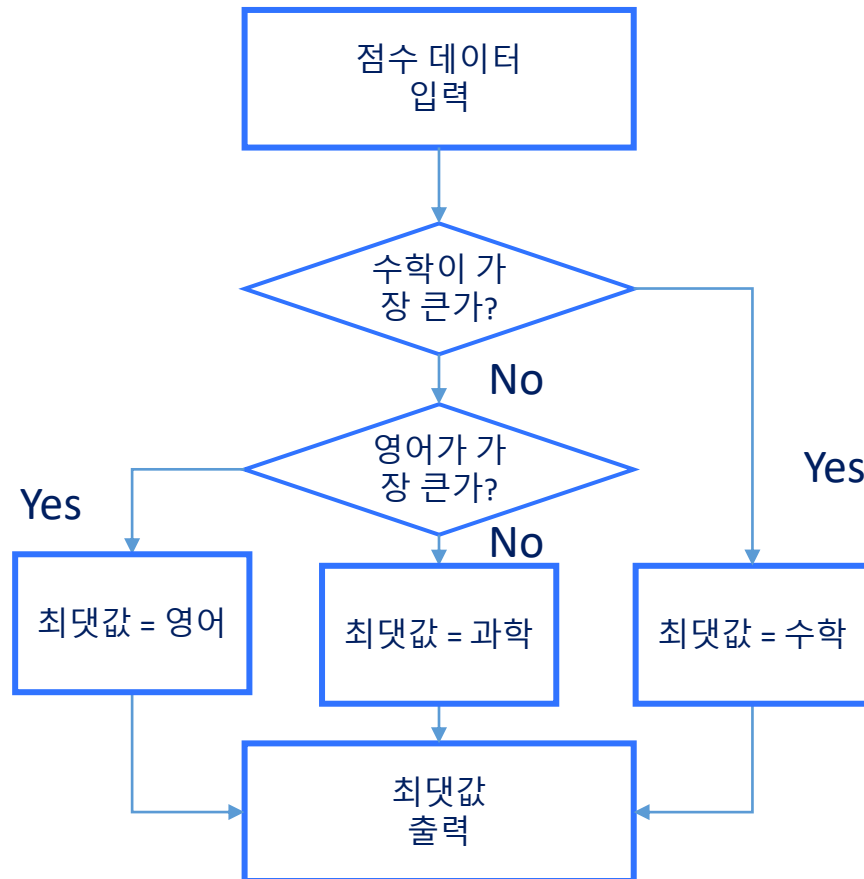 점수 데이터
입력
수학이 가
장 큰가?
No
영어가 가
장 큰가?
Yes
Yes
No
최댓값 = 영어
최댓값 = 과학
최댓값 = 수학
최댓값
출력